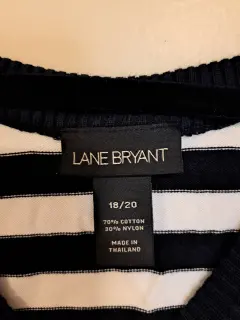 LANE BRYANT
18/20
70% COTTON
30% NYLON
MADE IN
THAILAND